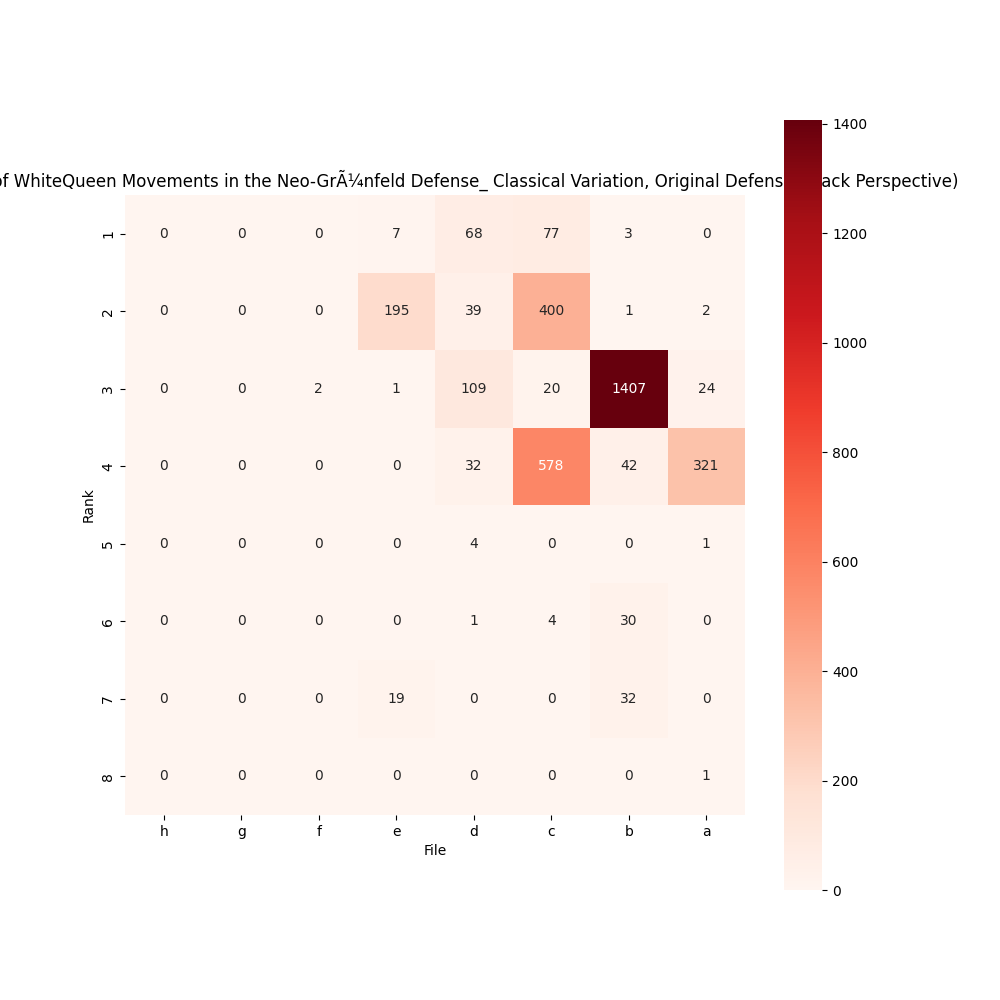 of WhiteQueen Movements in the Neo-GrÃ¼nfeld Defense_ Classical Variation, Original Defens ack Perspective)
1 0 0 0 7 68 77 3 0
2 0 0 0 195 39 400 1 2
3 0 0 2 1 109 20 1407 24
4 0 0 0 0 32 578 42 321
5 0 0 0 0 4 0 0 1
6 0 0 0 0 1 4 30 0
7 0 0 0 19 0 0 32 0
8 0 0 0 0 0 0 0 1
h g f e d c b a
File
Rank
1400
1200
1000
800
600
400
200
0